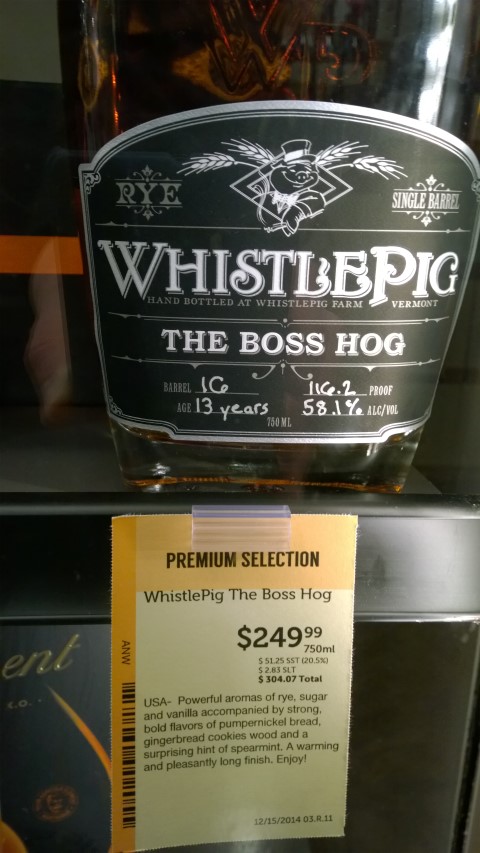 RYE
SINGLE BARREL
WHISTLEPIG
HAND BOTTLED AT WHISTLEPIG FARM VERMONT
THE BOSS HOG
BARREL 16 116.2 PROOF
AGE 13 years 58.1% ALC/VOL
750 ML
PREMIUM SELECTION
WhistlePig The Boss Hog
$249.99
750ml
$ 51.25 SST (20.5%)
$ 2.83 SLT
$ 304.07 Total
ANW
USA- Powerful aromas of rye, sugar
and vanilla accompanied by strong,
bold flavors of pumpernickel bread,
gingerbread cookies wood and a
surprising hint of spearmint. A warming
and pleasantly long finish. Enjoy!
12/15/2014 03.R.11
ent